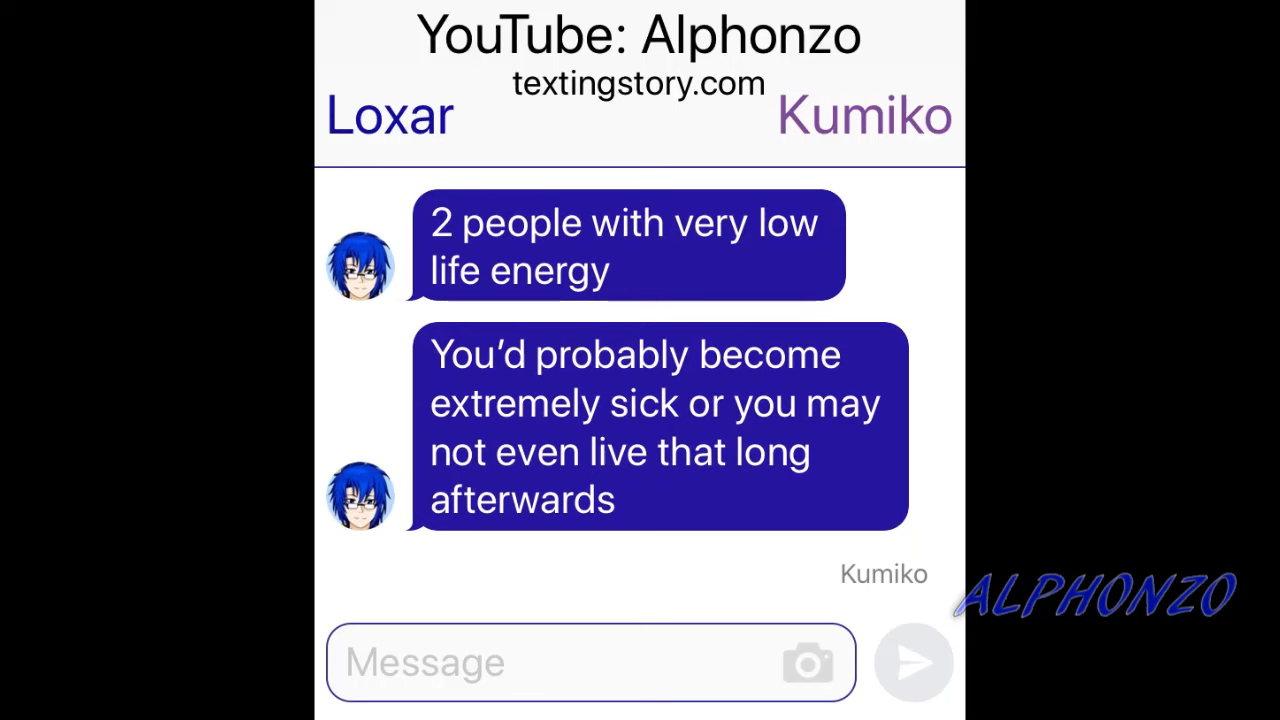 YouTube: Alphonzo
textingstory.com
Loxar
Kumiko
2 people with very low
life energy
You’d probably become
extremely sick or you may
not even live that long
afterwards
Kumiko
ALPHONZO
Message